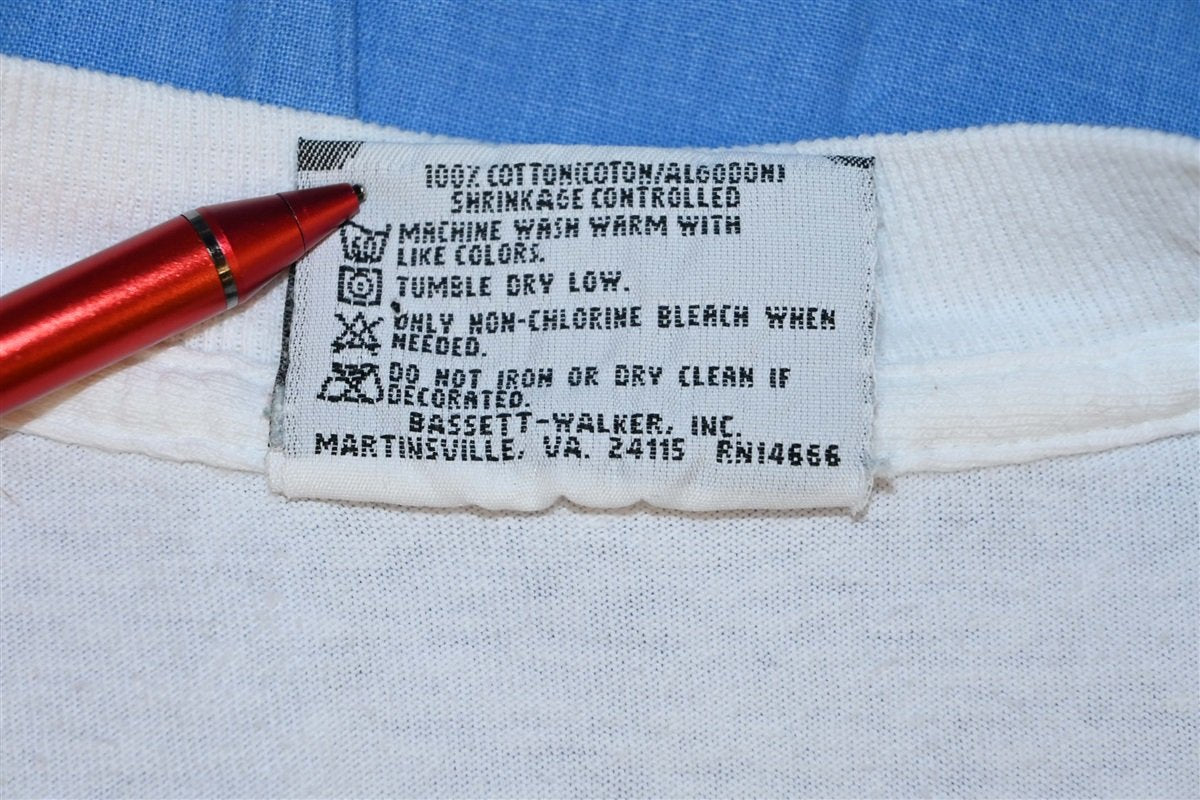 100% COTTON(COTON/ALGODON)
SHRINKAGE CONTROLLED
MACHINE WASH WARM WITH
LIKE COLORS.
TUMBLE DRY LOW.
ONLY NON-CHLORINE BLEACH WHEN
NEEDED.
DO NOT IRON OR DRY CLEAN IF
DECORATED.
BASSETT-WALKER, INC.
MARTINSVILLE, VA. 24115 RN14666